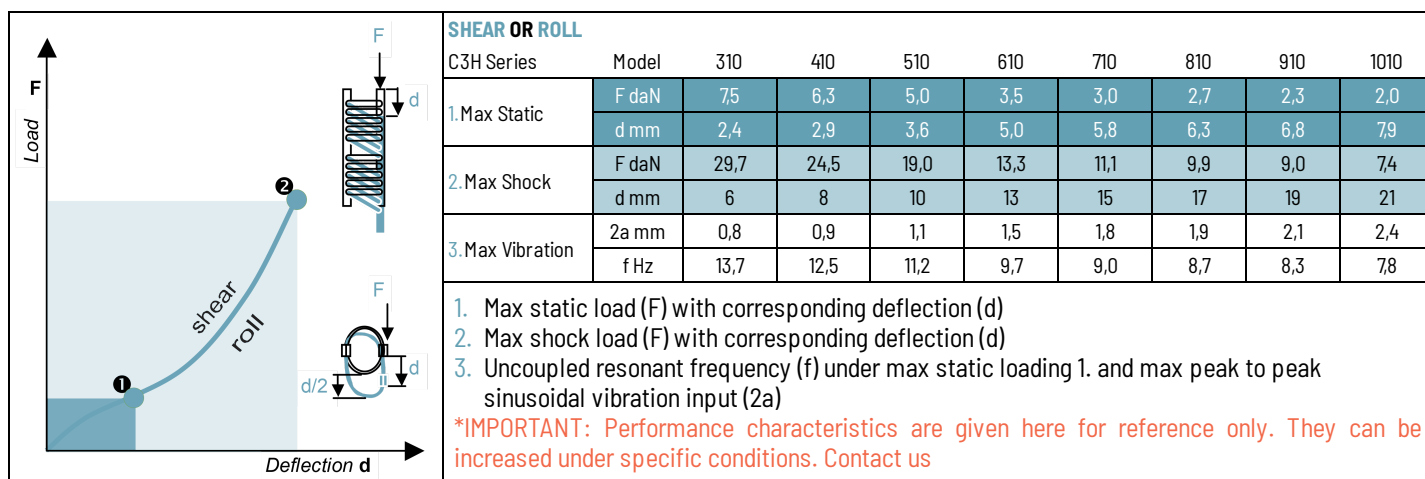 F
Load
Deflection d
shear
roll
❶
❷
F
d
F
d/2
d
SHEAR OR ROLL
C3H Series Model 310 410 510 610 710 810 910 1010
1. Max Static F daN 7,5 6,3 5,0 3,5 3,0 2,7 2,3 2,0
d mm 2,4 2,9 3,6 5,0 5,8 6,3 6,8 7,9
2. Max Shock F daN 29,7 24,5 19,0 13,3 11,1 9,9 9,0 7,4
d mm 6 8 10 13 15 17 19 21
3. Max Vibration 2a mm 0,8 0,9 1,1 1,5 1,8 1,9 2,1 2,4
f Hz 13,7 12,5 11,2 9,7 9,0 8,7 8,3 7,8
1. Max static load (F) with corresponding deflection (d)
2. Max shock load (F) with corresponding deflection (d)
3. Uncoupled resonant frequency (f) under max static loading 1. and max peak to peak
sinusoidal vibration input (2a)
*IMPORTANT: Performance characteristics are given here for reference only. They can be
increased under specific conditions. Contact us